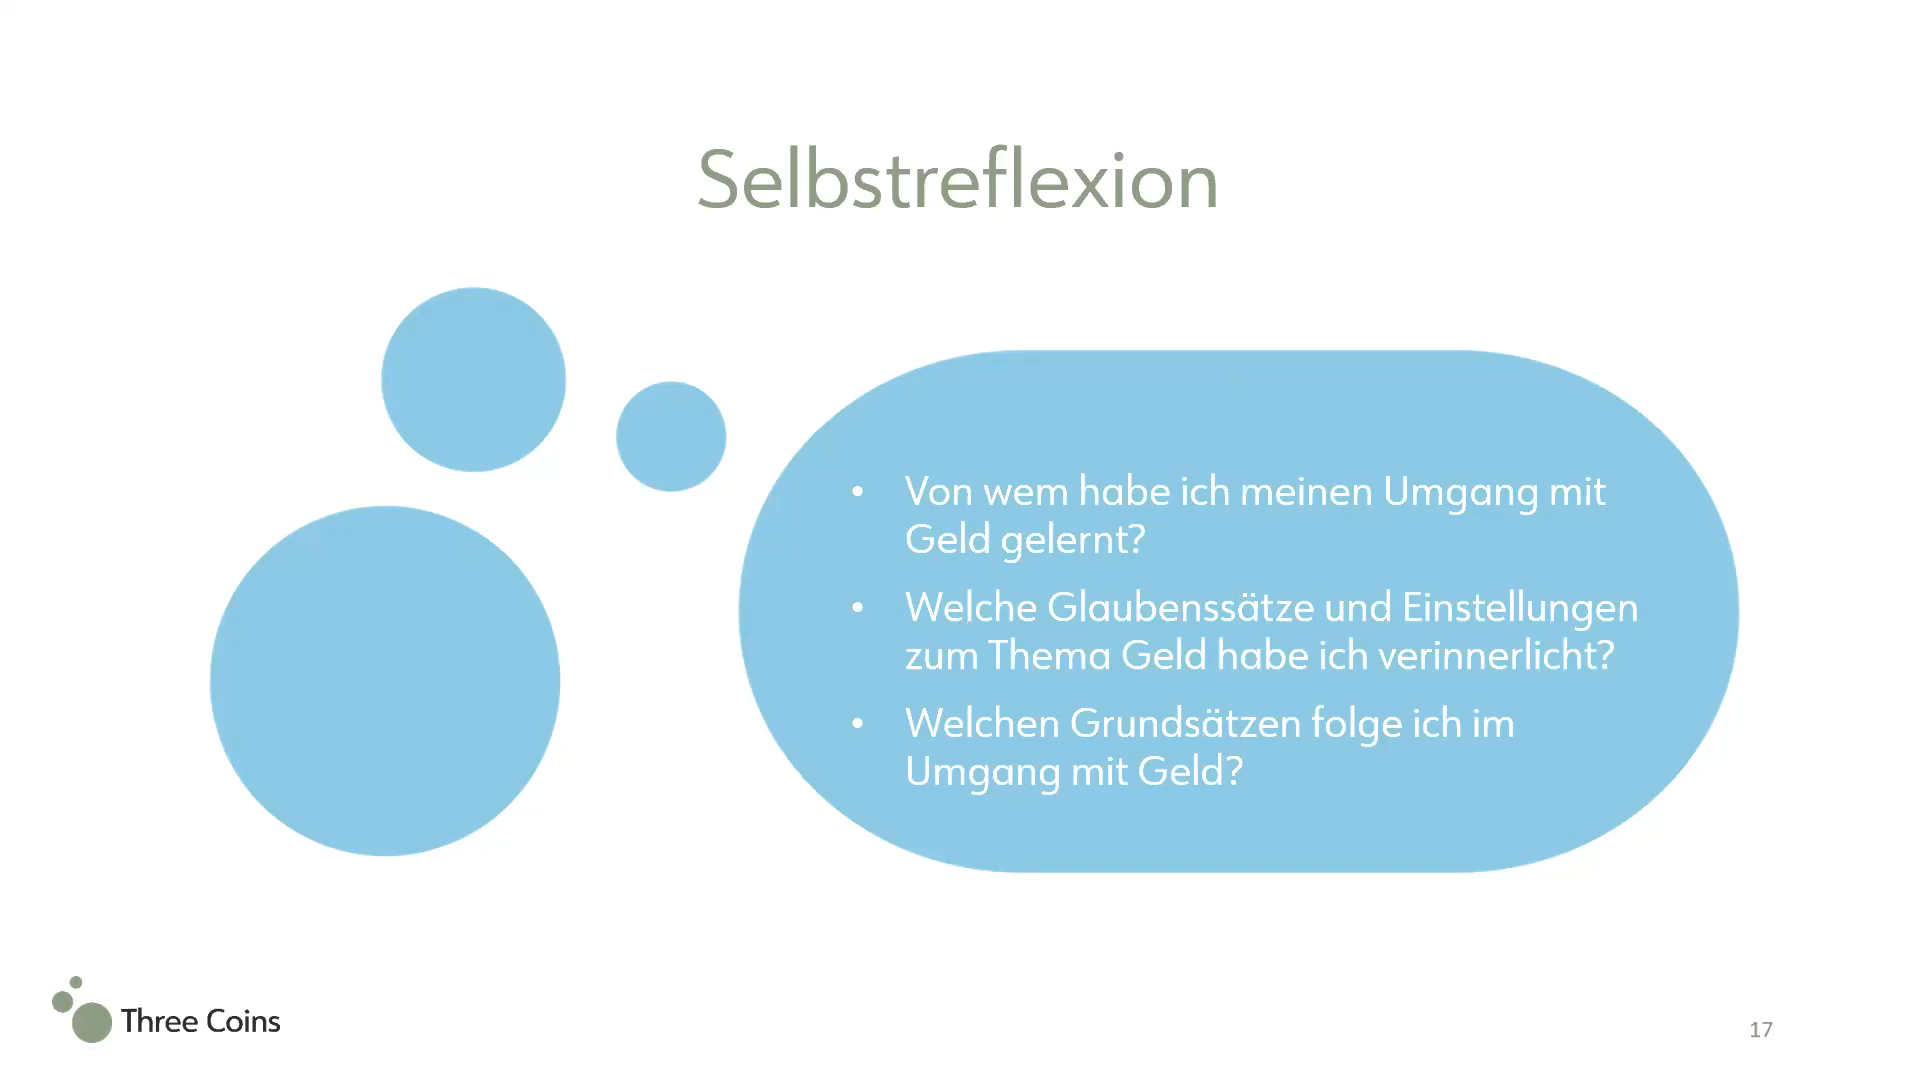 Selbstreflexion
• Von wem habe ich meinen Umgang mit
Geld gelernt?
• Welche Glaubenssätze und Einstellungen
zum Thema Geld habe ich verinnerlicht?
• Welchen Grundsätzen folge ich im
Umgang mit Geld?
Three Coins
17